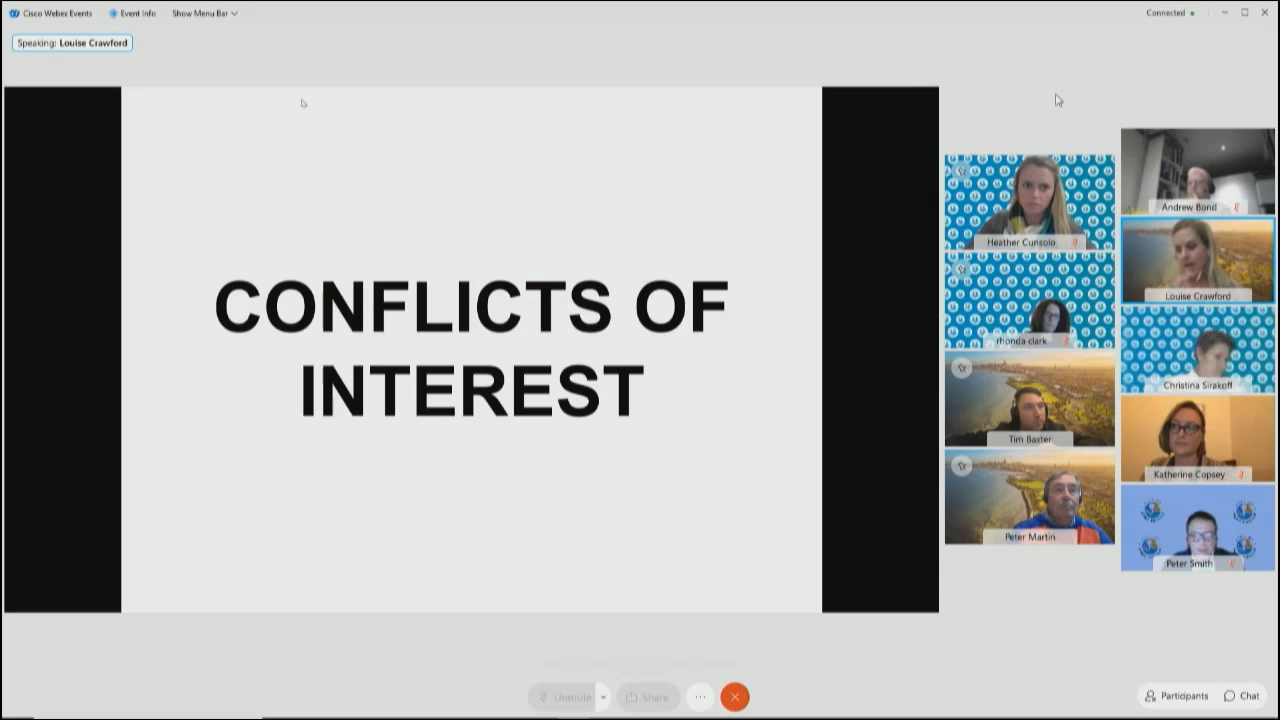 Cisco Webex Events
Event Info
Show Menu Bar
Connected
Speaking: Louise Crawford
CONFLICTS OF
INTEREST
Heather Cunsolo
rhonda clark
Tim Baxter
Peter Martin
Andrew Bond
Louise Crawford
Christina Sirakoff
Katherine Copsey
Peter Smith
Unmute
Share
Participants
Chat